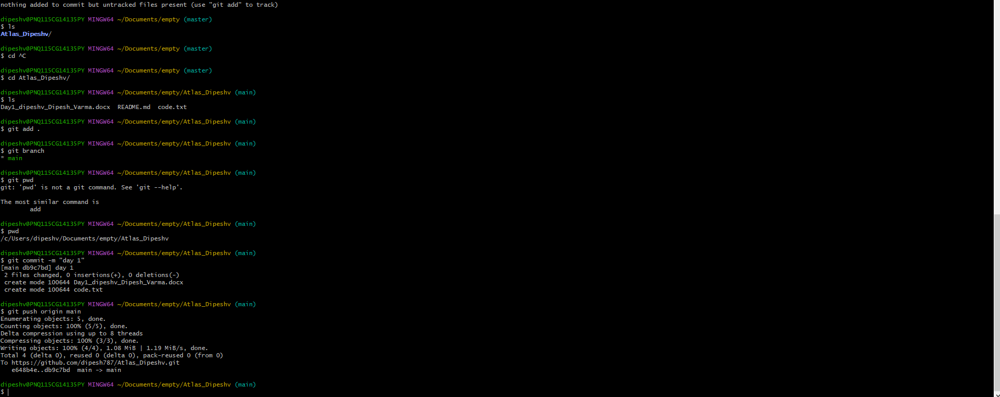 nothing added to commit but untracked files present (use "git add" to track)
dipeshv@PNQ115CG14135PY MINGW64 ~/Documents/empty (master)
$ ls
Atlas_Dipeshv/
dipeshv@PNQ115CG14135PY MINGW64 ~/Documents/empty (master)
$ cd ^C
dipeshv@PNQ115CG14135PY MINGW64 ~/Documents/empty (master)
$ cd Atlas_Dipeshv/
dipeshv@PNQ115CG14135PY MINGW64 ~/Documents/empty/Atlas_Dipeshv (main)
$ ls
Day1_dipeshv_Dipesh_Varma.docx  README.md  code.txt
dipeshv@PNQ115CG14135PY MINGW64 ~/Documents/empty/Atlas_Dipeshv (main)
$ git add .
dipeshv@PNQ115CG14135PY MINGW64 ~/Documents/empty/Atlas_Dipeshv (main)
$ git branch
* main
dipeshv@PNQ115CG14135PY MINGW64 ~/Documents/empty/Atlas_Dipeshv (main)
$ git pwd
git: 'pwd' is not a git command. See 'git --help'.
The most similar command is
add
dipeshv@PNQ115CG14135PY MINGW64 ~/Documents/empty/Atlas_Dipeshv (main)
$ pwd
/c/Users/dipeshv/Documents/empty/Atlas_Dipeshv
dipeshv@PNQ115CG14135PY MINGW64 ~/Documents/empty/Atlas_Dipeshv (main)
$ git commit -m "day 1"
[main db9c7bd] day 1
2 files changed, 0 insertions(+), 0 deletions(-)
create mode 100644 Day1_dipeshv_Dipesh_Varma.docx
create mode 100644 code.txt
dipeshv@PNQ115CG14135PY MINGW64 ~/Documents/empty/Atlas_Dipeshv (main)
$ git push origin main
Enumerating objects: 5, done.
Counting objects: 100% (5/5), done.
Delta compression using up to 8 threads
Compressing objects: 100% (3/3), done.
Writing objects: 100% (4/4), 1.08 MiB | 1.19 MiB/s, done.
Total 4 (delta 0), reused 0 (delta 0), pack-reused 0 (from 0)
To https://github.com/dipesh787/Atlas_Dipeshv.git
e648b4e..db9c7bd  main -> main
dipeshv@PNQ115CG14135PY MINGW64 ~/Documents/empty/Atlas_Dipeshv (main)
$